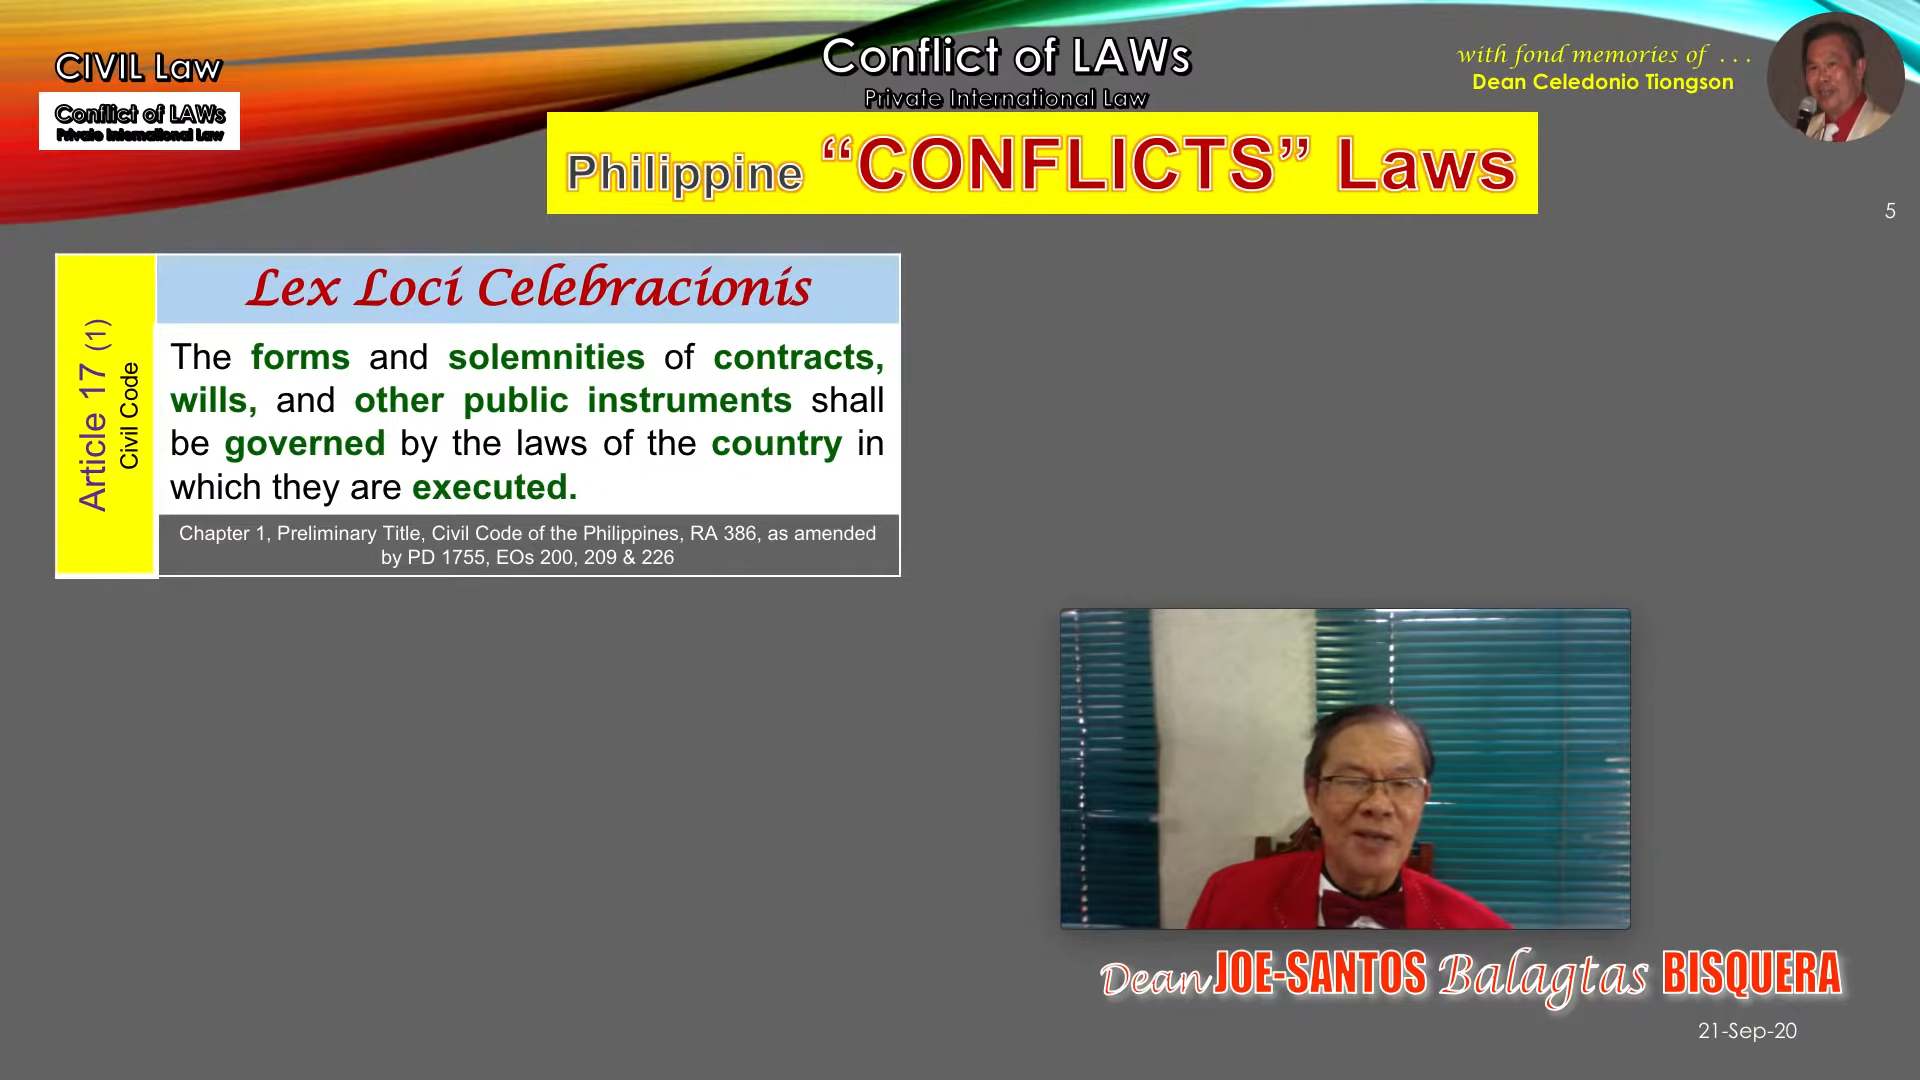 CIVIL Law
Conflict of LAWs
Private International Law
Conflict of LAWs
Private International Law
with fond memories of . . .
Dean Celedonio Tiongson
Philippine “CONFLICTS” Laws
5
Article 17 (1)
Civil Code
Lex Loci Celebracionis
The forms and solemnities of contracts,
wills, and other public instruments shall
be governed by the laws of the country in
which they are executed.
Chapter 1, Preliminary Title, Civil Code of the Philippines, RA 386, as amended
by PD 1755, EOs 200, 209 & 226
Dean JOE-SANTOS Balagtas BISQUERA
21-Sep-20